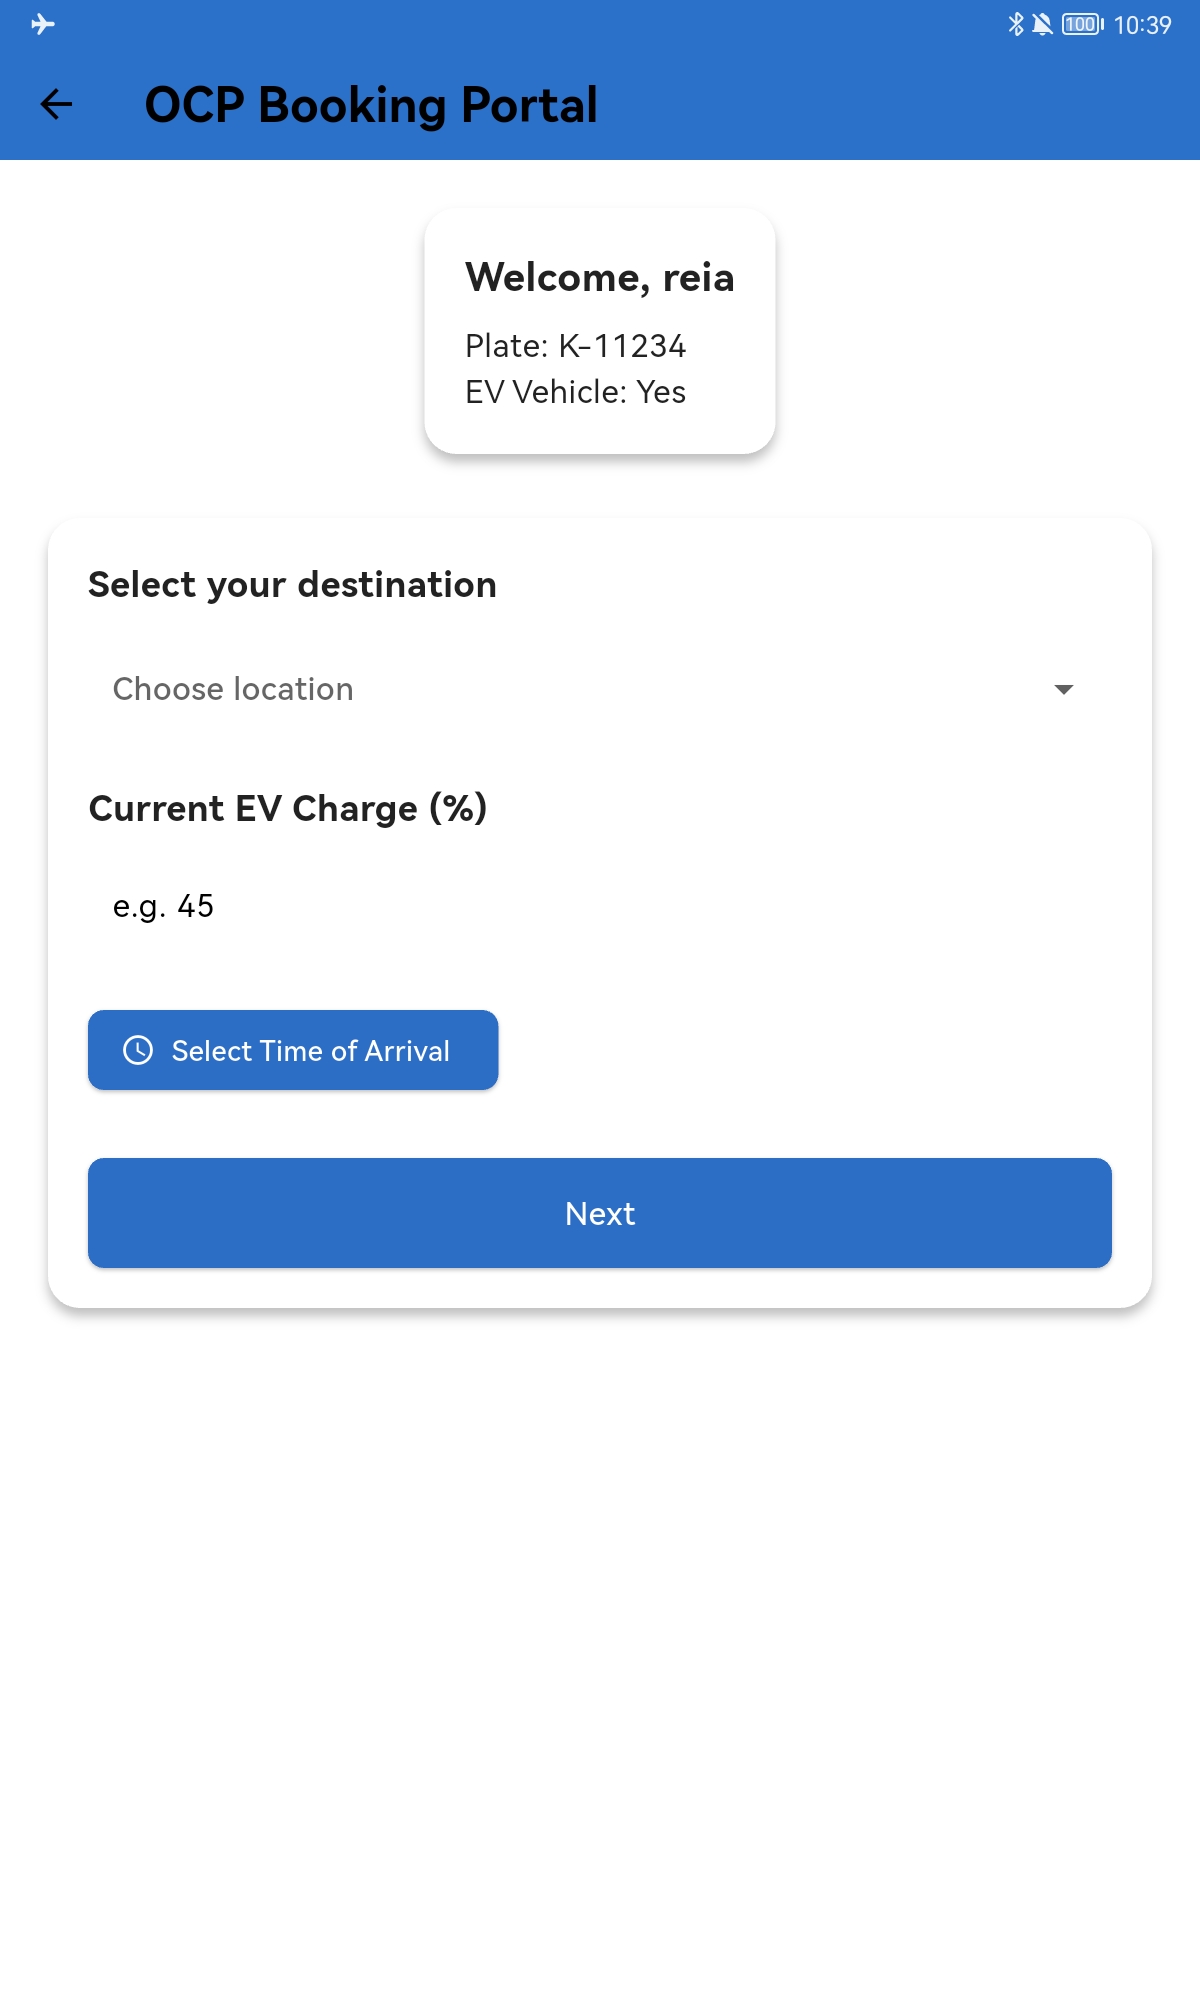 100 10:39
OCP Booking Portal
Welcome, reia
Plate: K-11234
EV Vehicle: Yes
Select your destination
Choose location
Current EV Charge (%)
e.g. 45
Select Time of Arrival
Next